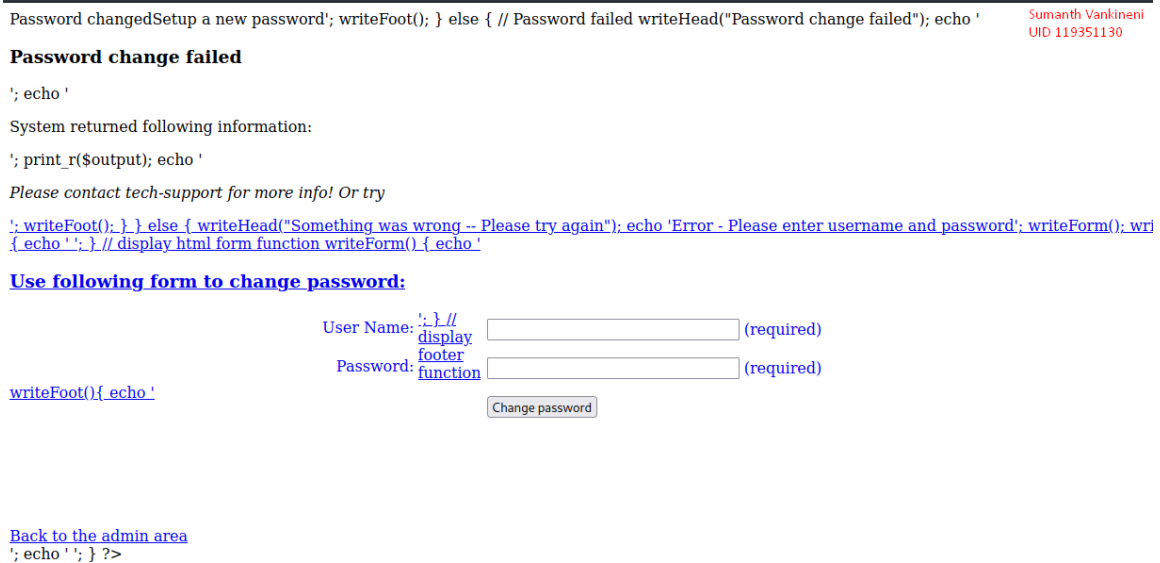 Password changedSetup a new password'; writeFoot(); } else { // Password failed writeHead("Password change failed"); echo '
Sumanth Vankineni
UID 119351130
Password change failed
'; echo '
System returned following information:
'; print_r($output); echo '
Please contact tech-support for more info! Or try
'; writeFoot(); } } else { writeHead("Something was wrong -- Please try again"); echo 'Error - Please enter username and password'; writeForm(); wri
{ echo ' '; } // display html form function writeForm() { echo '
Use following form to change password:
User Name: '; } // (required)
display
footer
Password: function (required)
writeFoot(){ echo '
Change password
Back to the admin area
'; echo ' '; } ?>